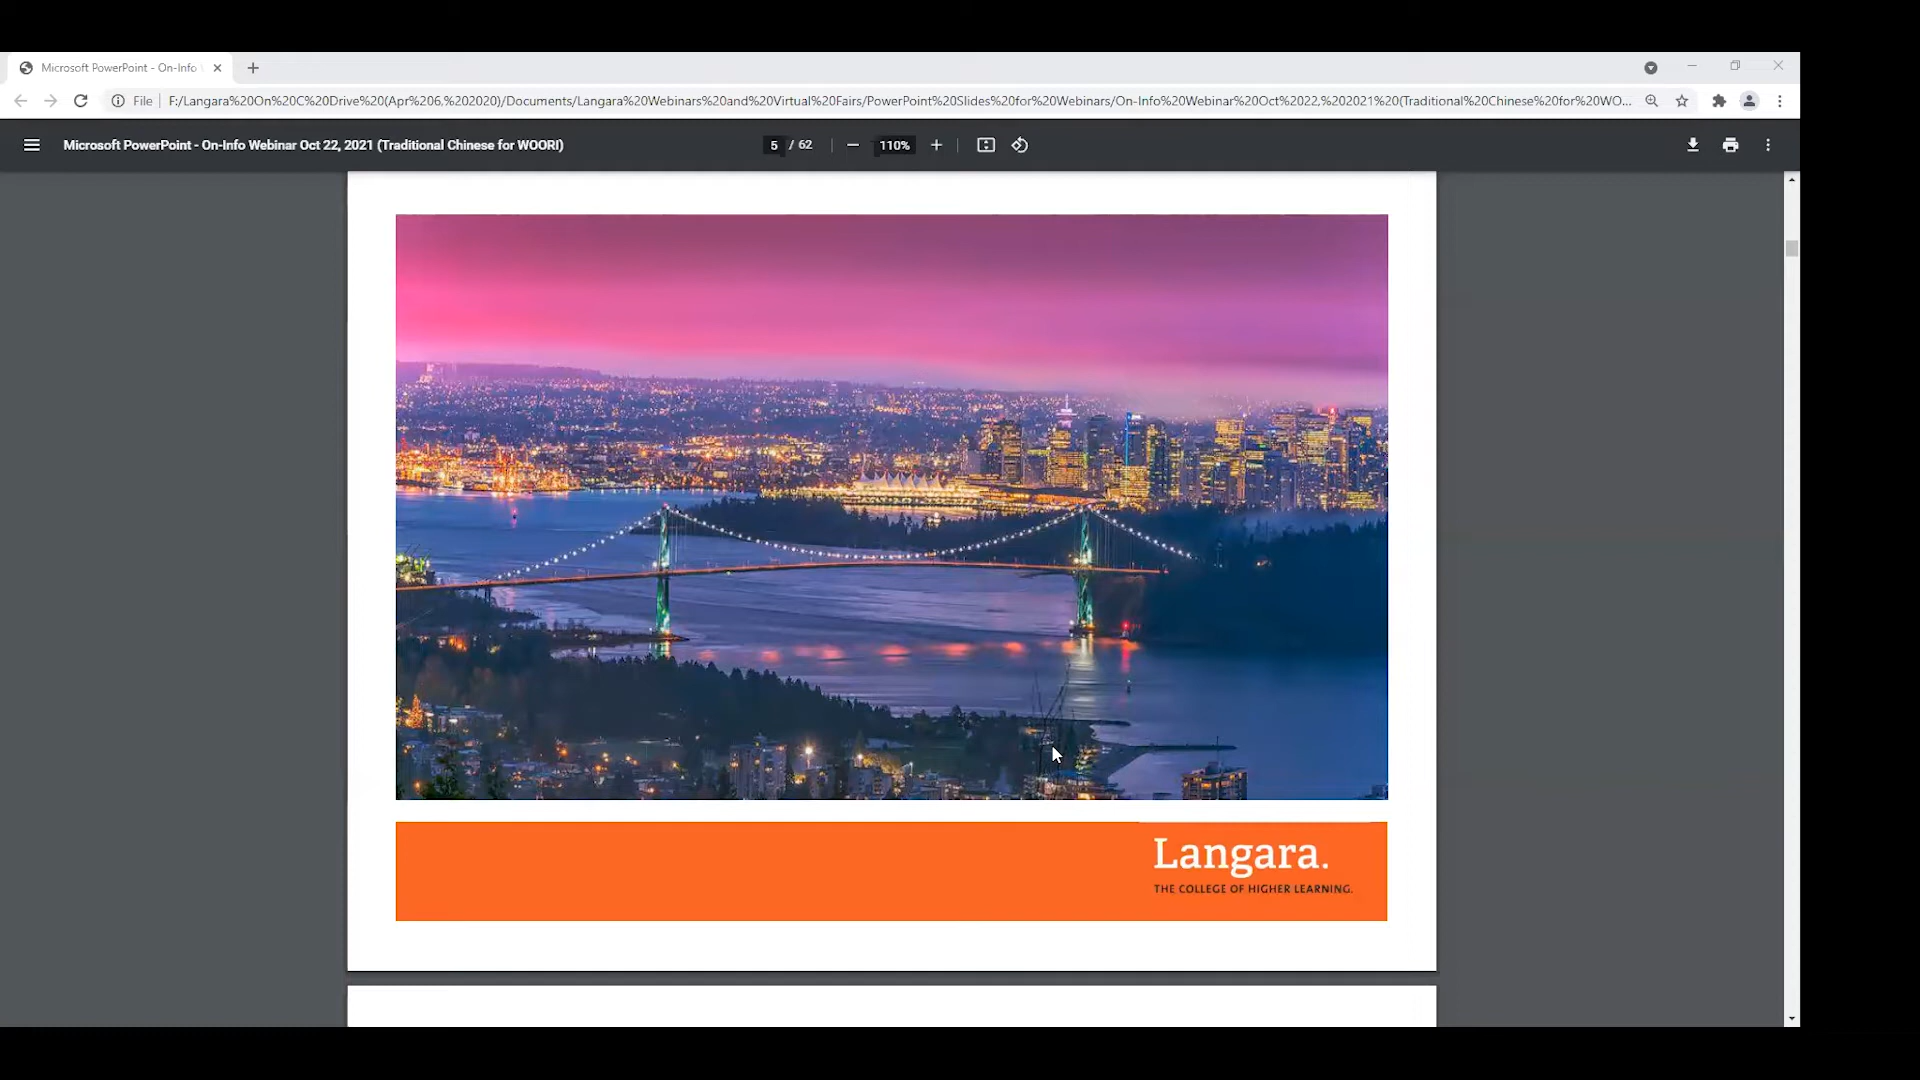 Microsoft PowerPoint - On-Info
File
F:/Langara%20On%20C%20Drive%20(Apr%206,%202020)/Documents/Langara%20Webinars%20and%20Virtual%20Fairs/PowerPoint%20Slides%20for%20Webinars/On-Info%20Webinar%20Oct%2022,%202021%20(Traditional%20Chinese%20for%20WO...
Microsoft PowerPoint - On-Info Webinar Oct 22, 2021 (Traditional Chinese for WOORI)
5 / 62
110%
Langara.
THE COLLEGE OF HIGHER LEARNING.